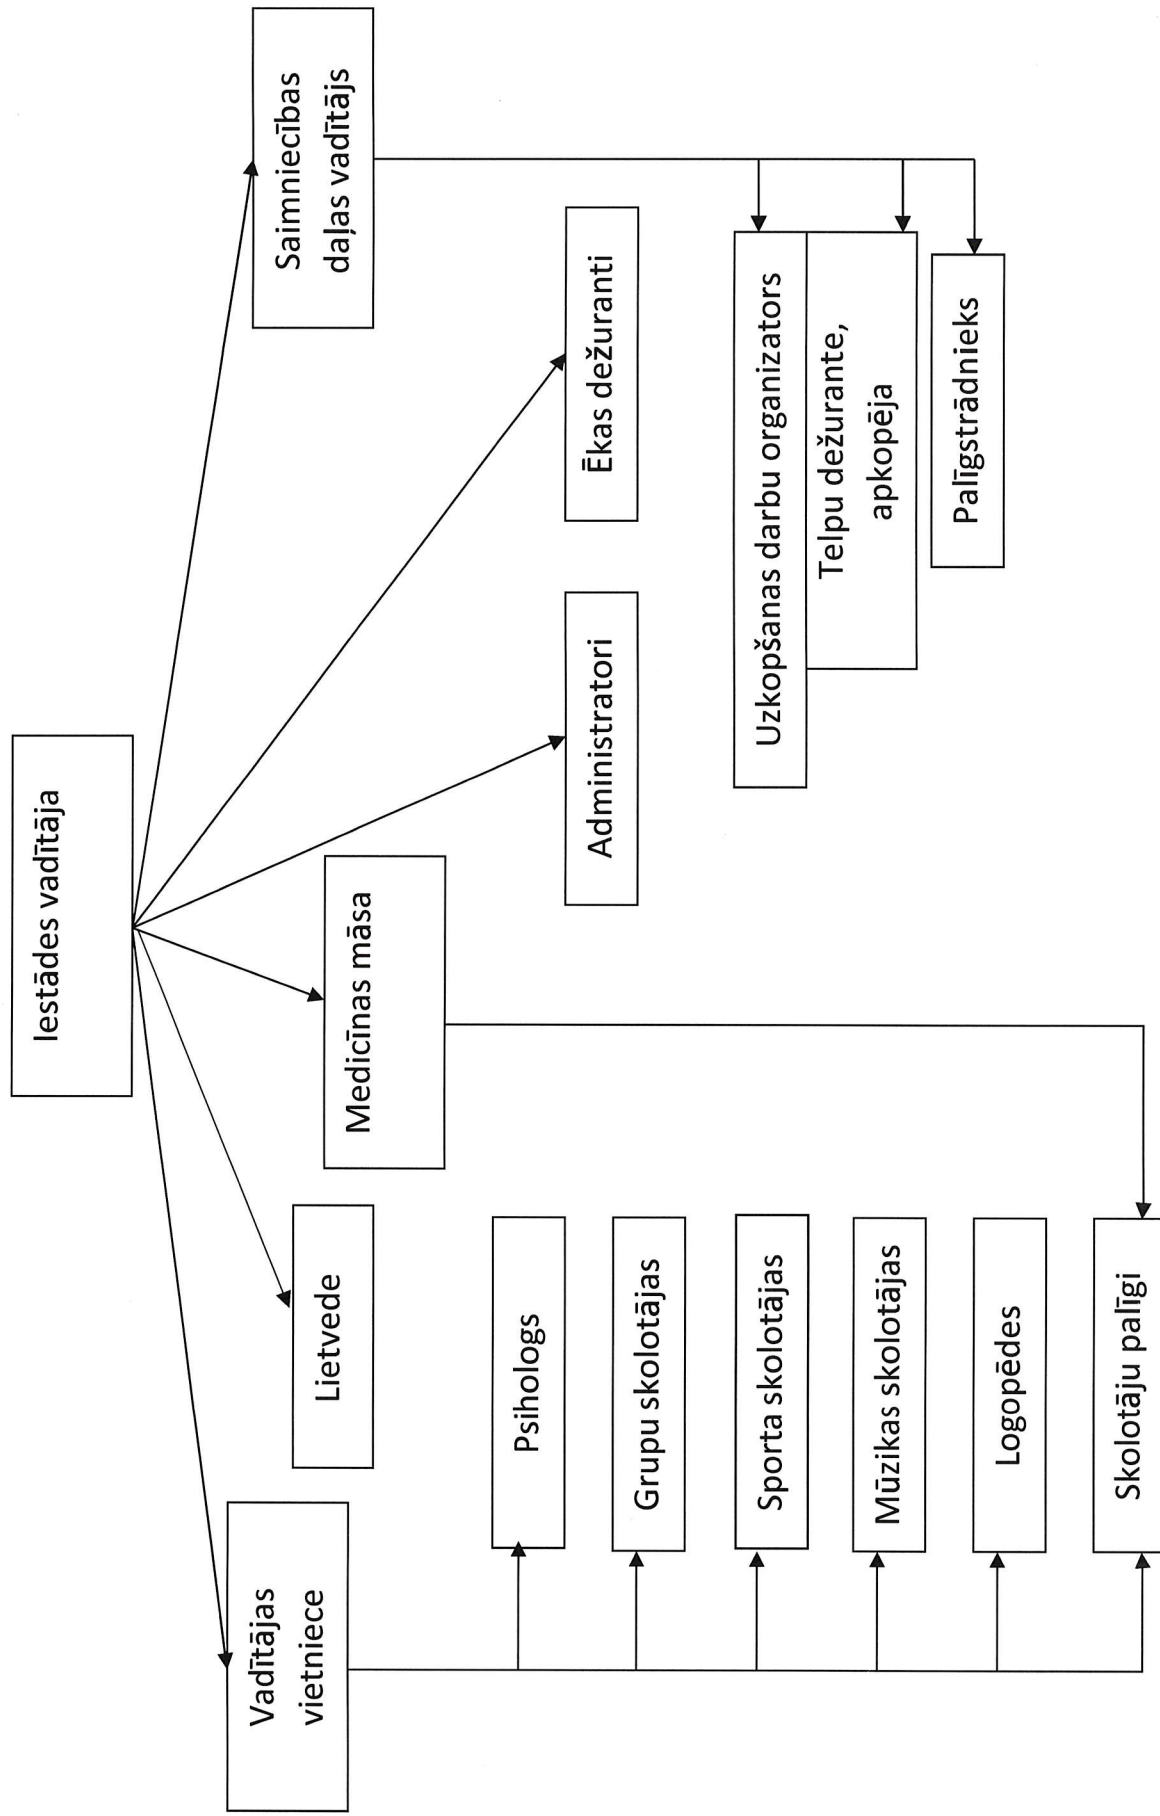 Iestādes vadītāja
Vadītājas
vietniece
Lietvede
Medicīnas māsa
Saimniecības
daļas vadītājs
Psihologs
Administratori
Ēkas dežuranti
Grupu skolotājas
Sporta skolotājas
Uzkopšanas darbu organizators
Telpu dežurante,
apkopēja
Mūzikas skolotājas
Logopēdes
Palīgstrādnieks
Skolotāju palīgi